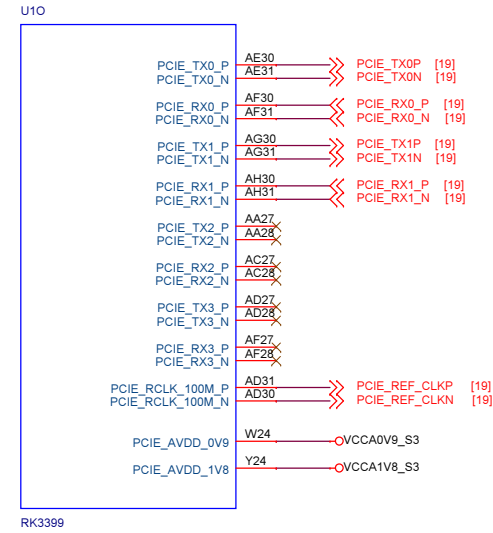 U1O
PCIE_TX0_P AE30 PCIE_TX0P [19]
PCIE_TX0_N AE31 PCIE_TX0N [19]
PCIE_RX0_P AF30 PCIE_RX0_P [19]
PCIE_RX0_N AF31 PCIE_RX0_N [19]
PCIE_TX1_P AG30 PCIE_TX1P [19]
PCIE_TX1_N AG31 PCIE_TX1N [19]
PCIE_RX1_P AH30 PCIE_RX1_P [19]
PCIE_RX1_N AH31 PCIE_RX1_N [19]
PCIE_TX2_P AA27
PCIE_TX2_N AA28
PCIE_RX2_P AC27
PCIE_RX2_N AC28
PCIE_TX3_P AD27
PCIE_TX3_N AD28
PCIE_RX3_P AF27
PCIE_RX3_N AF28
PCIE_RCLK_100M_P AD31 PCIE_REF_CLKP [19]
PCIE_RCLK_100M_N AD30 PCIE_REF_CLKN [19]
PCIE_AVDD_0V9 W24 VCCA0V9_S3
PCIE_AVDD_1V8 Y24 VCCA1V8_S3
RK3399